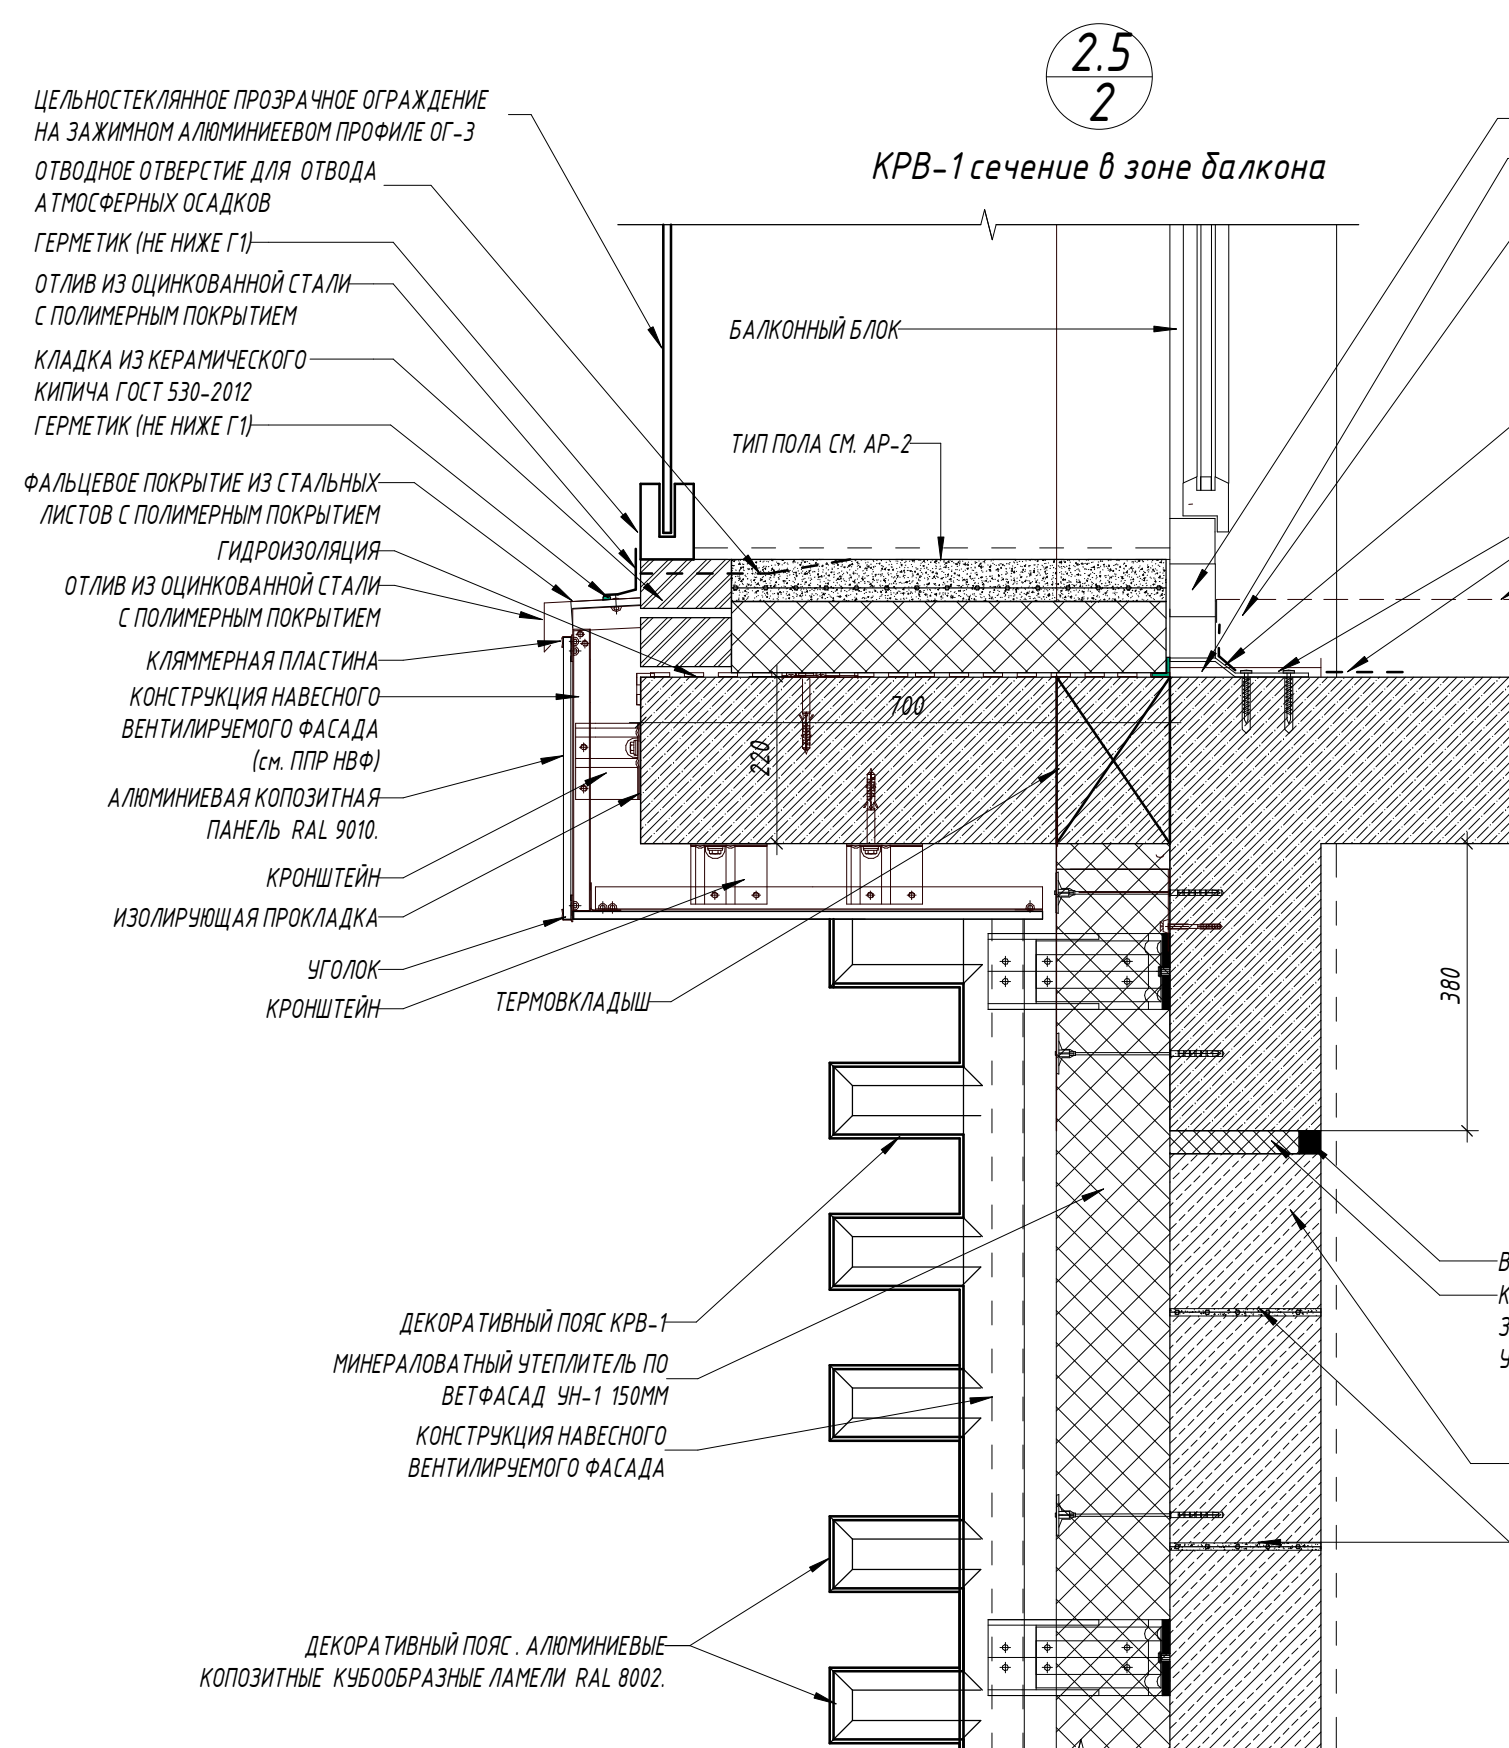 2.5
2
КРВ-1 сечение в зоне балкона
ЦЕЛЬНОСТЕКЛЯННОЕ ПРОЗРАЧНОЕ ОГРАЖДЕНИЕ
НА ЗАЖИМНОМ АЛЮМИНИЕЕВОМ ПРОФИЛЕ ОГ-3
ОТВОДНОЕ ОТВЕРСТИЕ ДЛЯ ОТВОДА
АТМОСФЕРНЫХ ОСАДКОВ
ГЕРМЕТИК (НЕ НИЖЕ Г1)
ОТЛИВ ИЗ ОЦИНКОВАННОЙ СТАЛИ
С ПОЛИМЕРНЫМ ПОКРЫТИЕМ
КЛАДКА ИЗ КЕРАМИЧЕСКОГО
КИПИЧА ГОСТ 530-2012
ГЕРМЕТИК (НЕ НИЖЕ Г1)
ФАЛЬЦЕВОЕ ПОКРЫТИЕ ИЗ СТАЛЬНЫХ
ЛИСТОВ С ПОЛИМЕРНЫМ ПОКРЫТИЕМ
ГИДРОИЗОЛЯЦИЯ
ОТЛИВ ИЗ ОЦИНКОВАННОЙ СТАЛИ
С ПОЛИМЕРНЫМ ПОКРЫТИЕМ
КЛЯММЕРНАЯ ПЛАСТИНА
КОНСТРУКЦИЯ НАВЕСНОГО
ВЕНТИЛИРУЕМОГО ФАСАДА
(см. ППР НВФ)
АЛЮМИНИЕВАЯ КОПОЗИТНАЯ
ПАНЕЛЬ RAL 9010.
КРОНШТЕЙН
ИЗОЛИРУЮЩАЯ ПРОКЛАДКА
УГОЛОК
КРОНШТЕЙН
БАЛКОННЫЙ БЛОК
ТИП ПОЛА СМ. АР-2
700
220
380
ТЕРМОВКЛАДЫШ
ДЕКОРАТИВНЫЙ ПОЯС КРВ-1
МИНЕРАЛОВАТНЫЙ УТЕПЛИТЕЛЬ ПО
ВЕТФАСАД УН-1 150ММ
КОНСТРУКЦИЯ НАВЕСНОГО
ВЕНТИЛИРУЕМОГО ФАСАДА
ДЕКОРАТИВНЫЙ ПОЯС . АЛЮМИНИЕВЫЕ
КОПОЗИТНЫЕ КУБООБРАЗНЫЕ ЛАМЕЛИ RAL 8002.